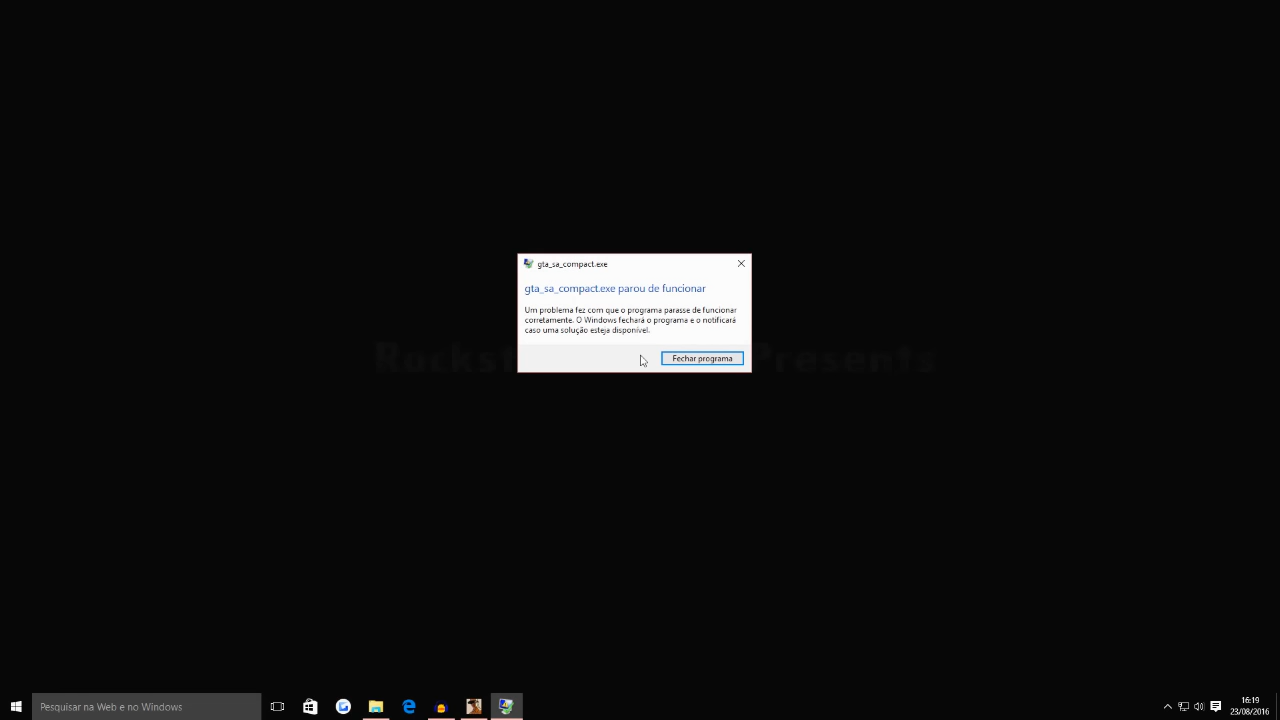 gta_sa_compact.exe
gta_sa_compact.exe parou de funcionar
Um problema fez com que o programa parasse de funcionar
corretamente. O Windows fechará o programa e o notificará
caso uma solução esteja disponível.
Fechar programa
Presents
Pesquisar na Web e no Windows
16:19
23/08/2016